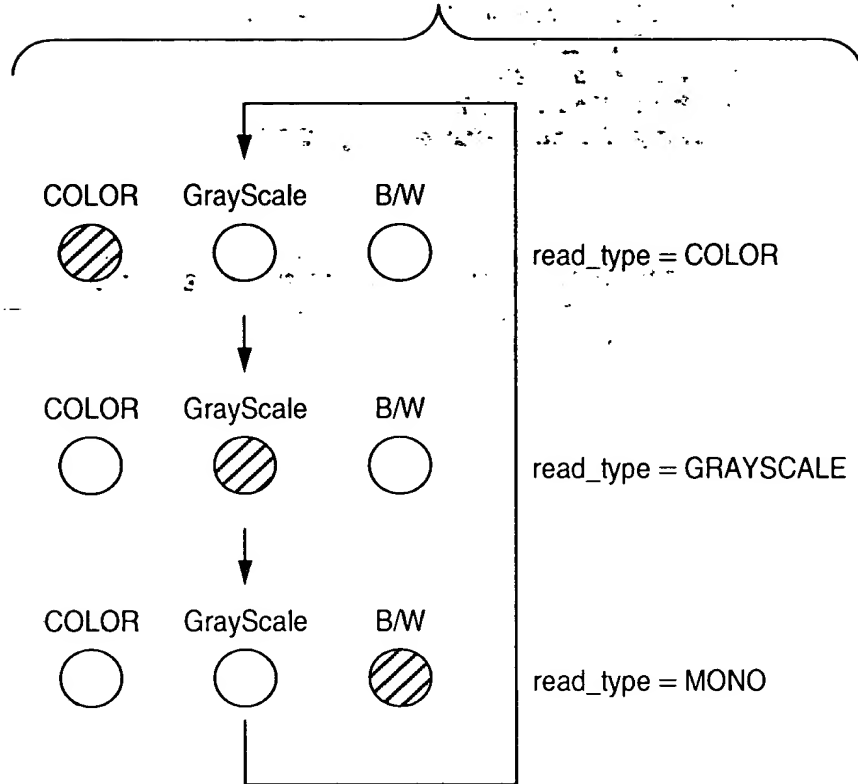 COLOR GrayScale B/W
read_type = COLOR
COLOR GrayScale B/W
read_type = GRAYSCALE
COLOR GrayScale B/W
read_type = MONO